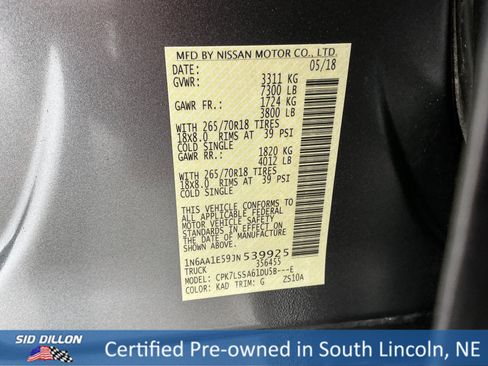 MFD BY NISSAN MOTOR CO., LTD.
DATE: 05/18
GVWR: 3311 KG
7300 LB
GAWR FR.: 1724 KG
3800 LB
WITH 265/70R18 TIRES
18x8.0 RIMS AT 39 PSI
COLD SINGLE
GAWR RR.: 1820 KG
4012 LB
WITH 265/70R18 TIRES
18x8.0 RIMS AT 39 PSI
COLD SINGLE
THIS VEHICLE CONFORMS TO
ALL APPLICABLE FEDERAL
MOTOR VEHICLE SAFETY
STANDARDS IN EFFECT ON
THE DATE OF MANUFACTURE
SHOWN ABOVE.
1N6AA1E59JN539925
TRUCK 356455
MODEL: CPK7LSSA61DU5B---E
COLOR: KAD TRIM: G ZS10A
SID DILLON
Certified Pre-owned in South Lincoln, NE